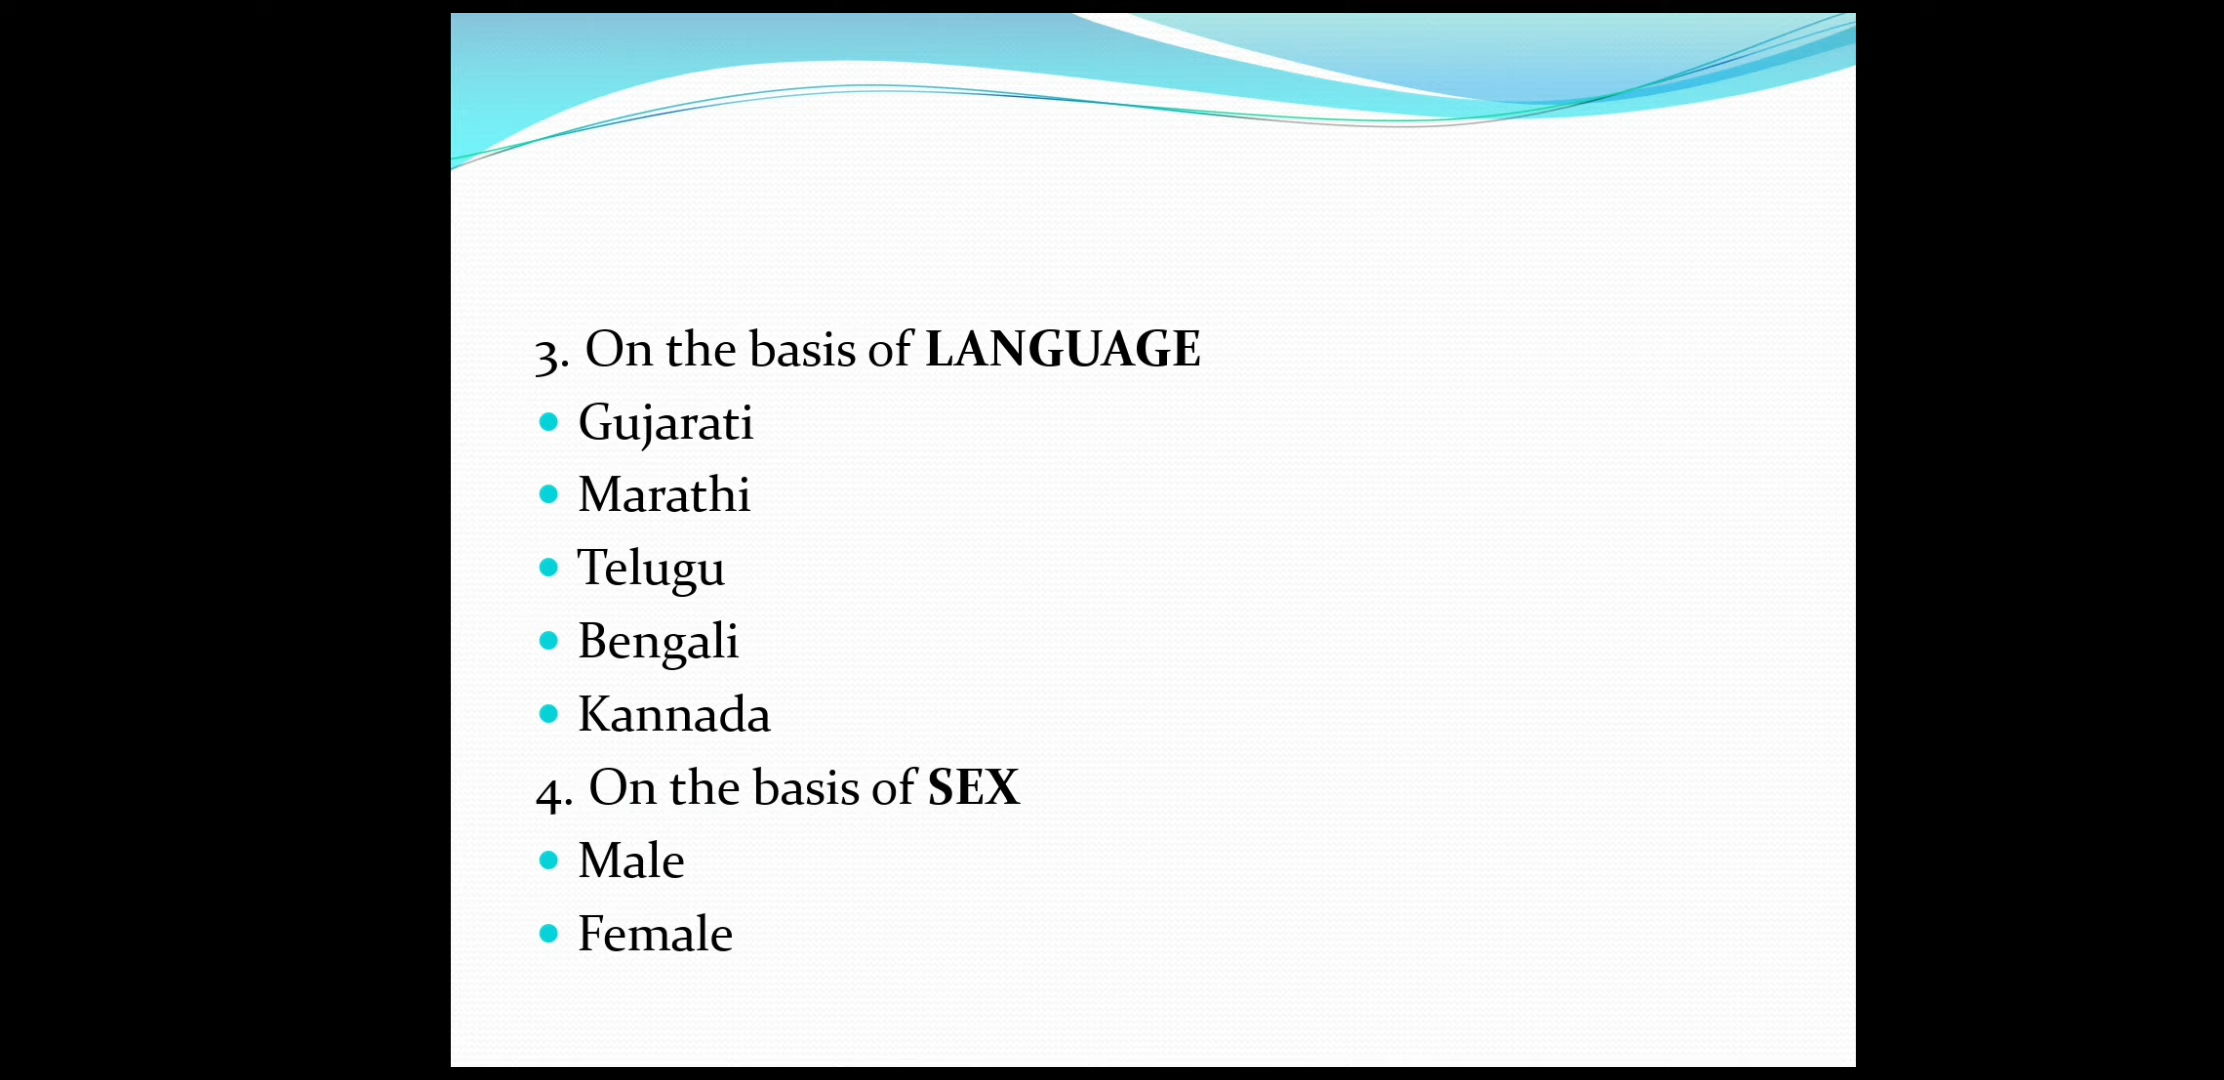 3. On the basis of LANGUAGE
• Gujarati
• Marathi
• Telugu
• Bengali
• Kannada
4. On the basis of SEX
• Male
• Female